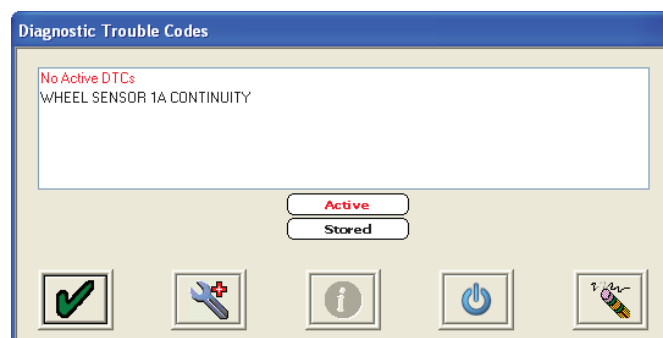 Diagnostic Trouble Codes
No Active DTCs
WHEEL SENSOR 1A CONTINUITY
Active
Stored